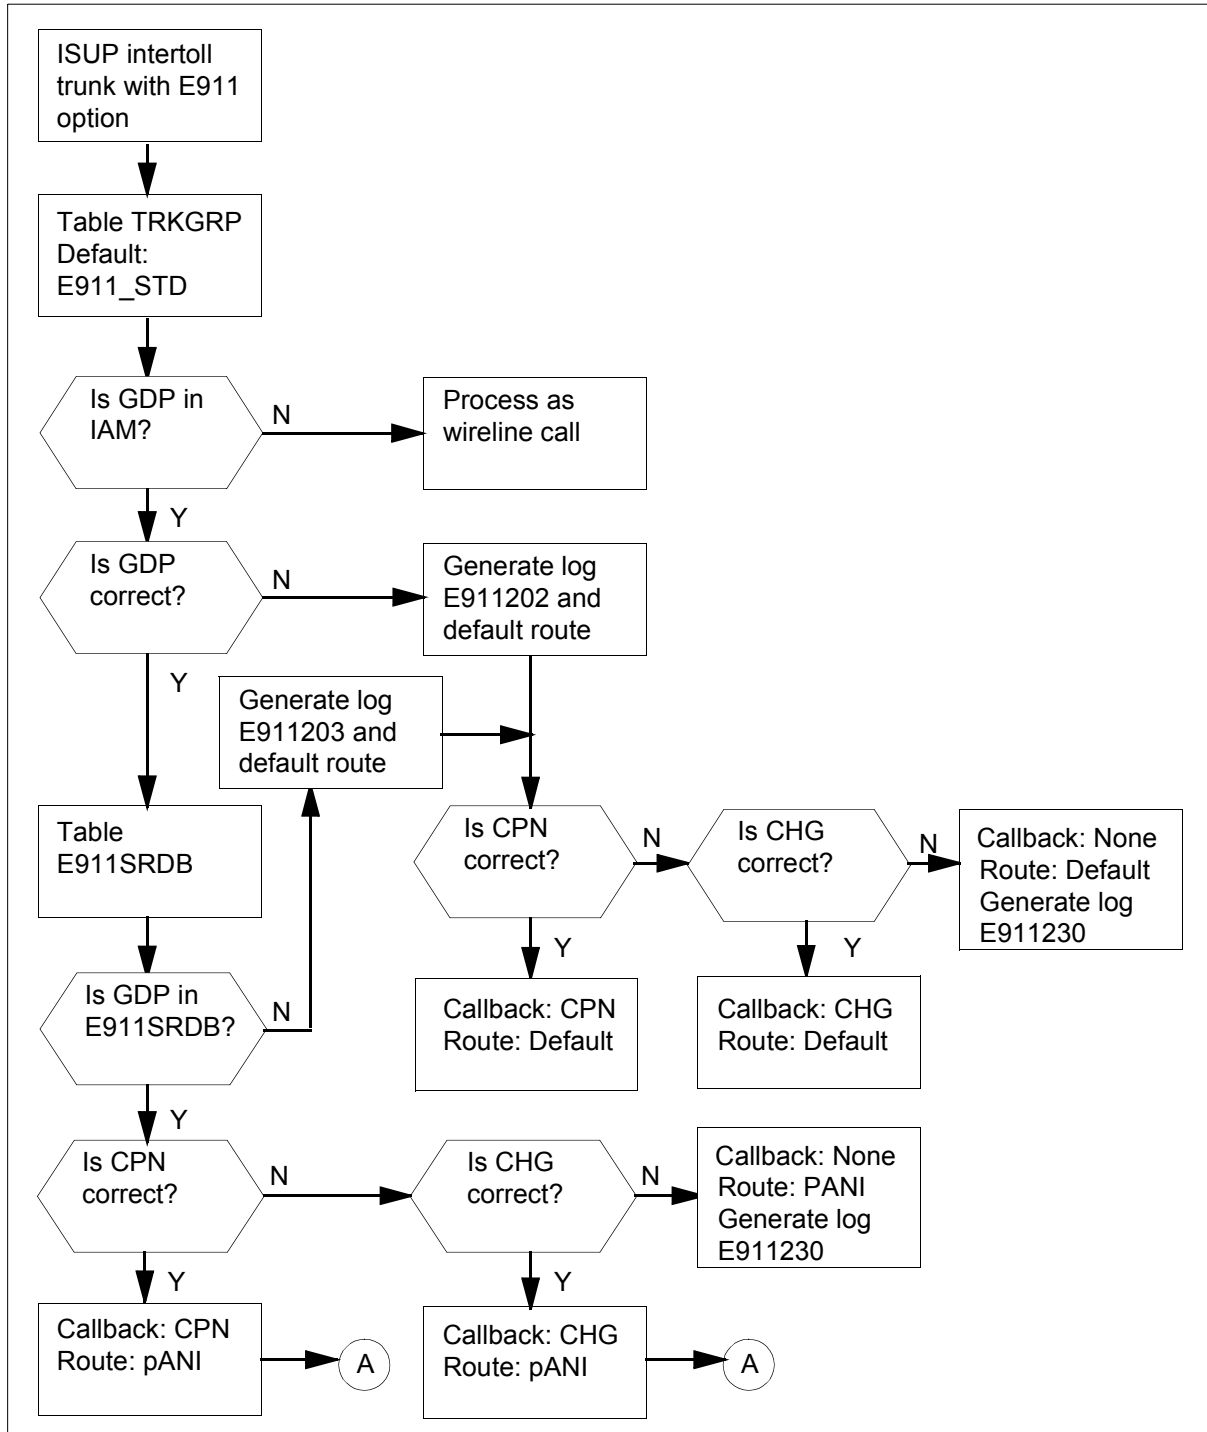 ISUP intertoll
trunk with E911
option
Table TRKGRP
Default:
E911_STD
Is GDP in
IAM?
N
Process as
wireline call
Y
Is GDP
correct?
N
Generate log
E911202 and
default route
Y
Generate log
E911203 and
default route
Table
E911SRDB
Is CPN
correct?
N
Is CHG
correct?
N
Callback: None
Route: Default
Generate log
E911230
Y
Y
Is GDP in
E911SRDB?
N
Callback: CPN
Route: Default
Callback: CHG
Route: Default
Y
Is CPN
correct?
N
Is CHG
correct?
N
Callback: None
Route: PANI
Generate log
E911230
Y
Y
Callback: CPN
Route: pANI
A
Callback: CHG
Route: pANI
A